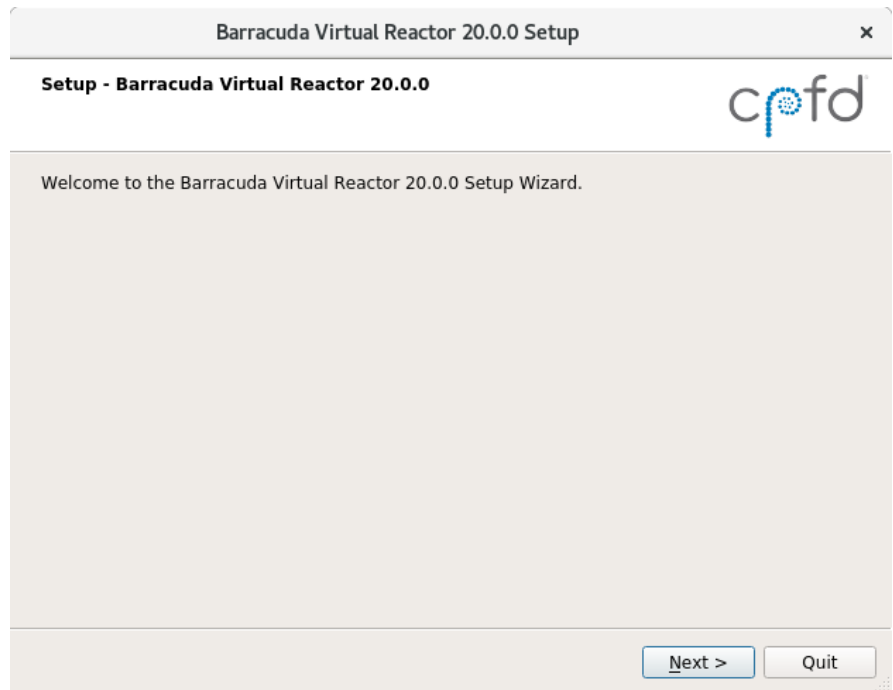 Barracuda Virtual Reactor 20.0.0 Setup
Setup - Barracuda Virtual Reactor 20.0.0
cpfd
Welcome to the Barracuda Virtual Reactor 20.0.0 Setup Wizard.
Next > Quit